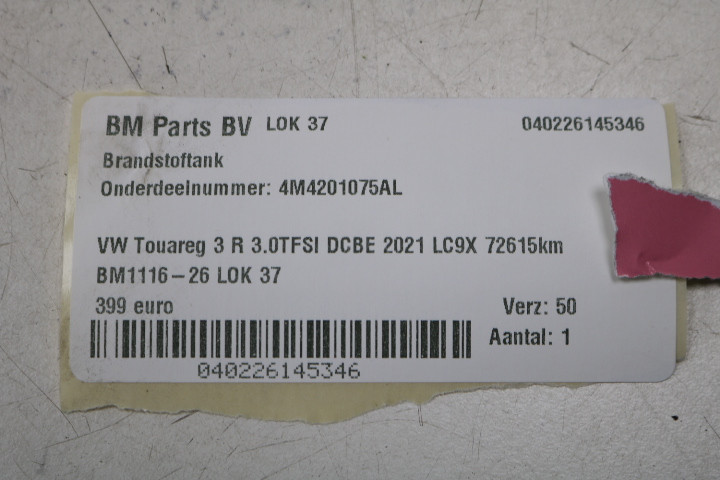 BM Parts BV LOK 37 040226145346
Brandstoftank
Onderdeelnummer: 4M4201075AL
VW Touareg 3 R 3.0TFSI DCBE 2021 LC9X 72615km
BM1116-26 LOK 37
399 euro Verz: 50
Aantal: 1
040226145346